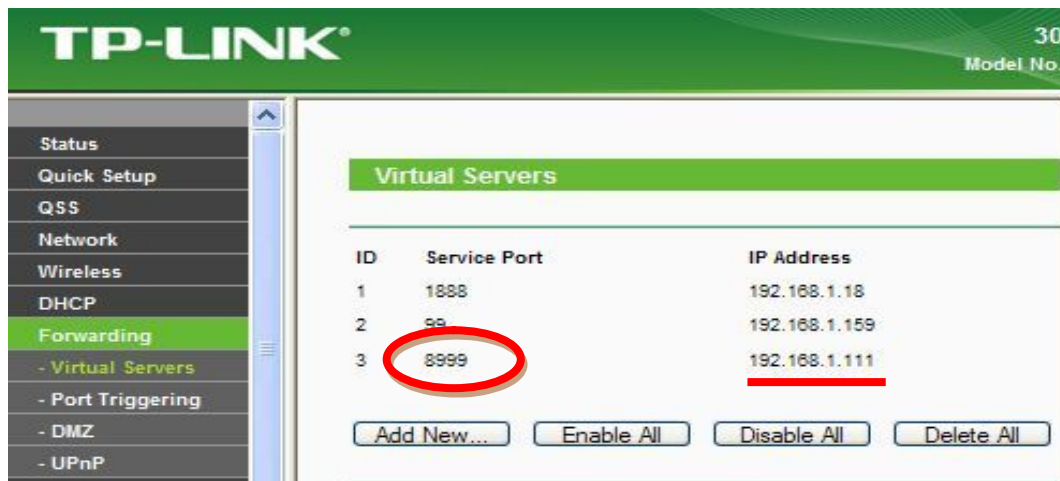 TP-LINK®
30
Model No.
Status
Quick Setup
QSS
Network
Wireless
DHCP
Forwarding
- Virtual Servers
- Port Triggering
- DMZ
- UPnP
Virtual Servers
ID Service Port IP Address
1 1888 192.168.1.18
2 99 192.168.1.159
3 8999 192.168.1.111
Add New... Enable All Disable All Delete All